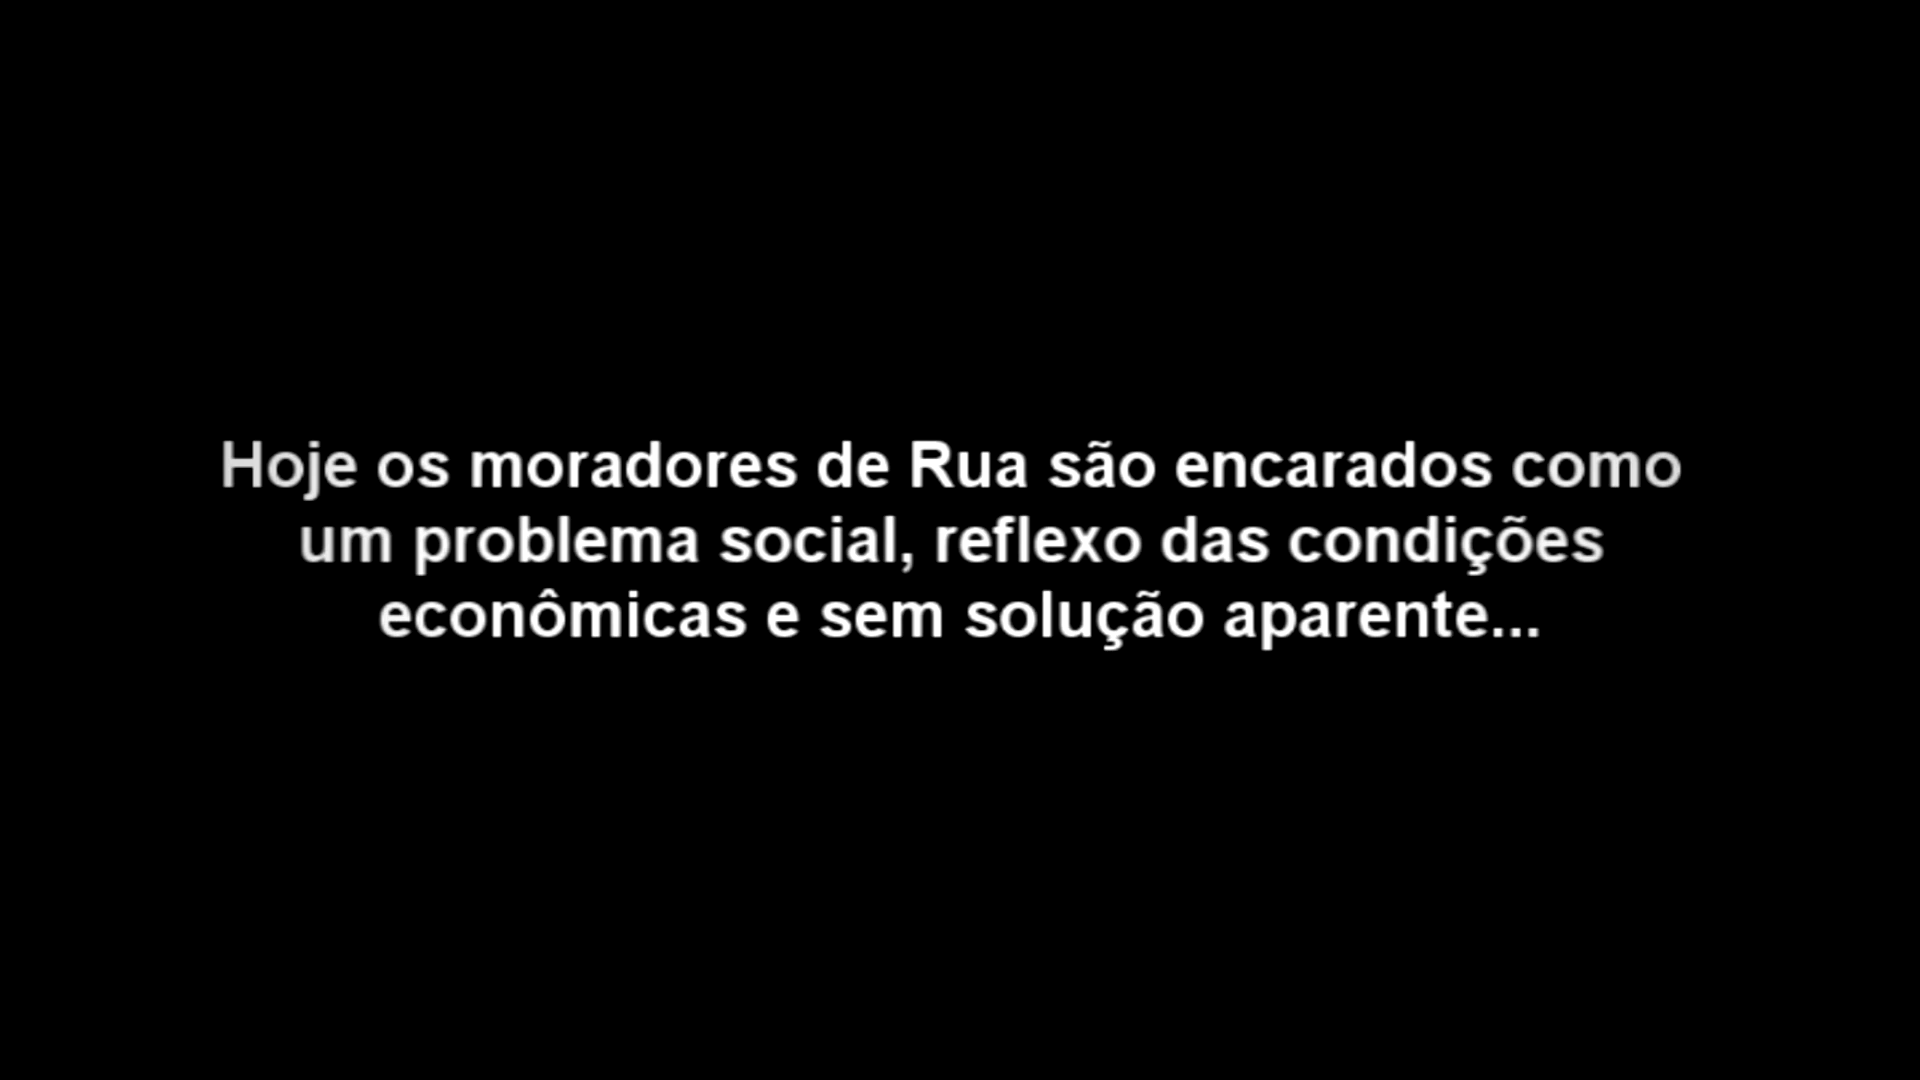 Hoje os moradores de Rua são encarados como
um problema social, reflexo das condições
econômicas e sem solução aparente...